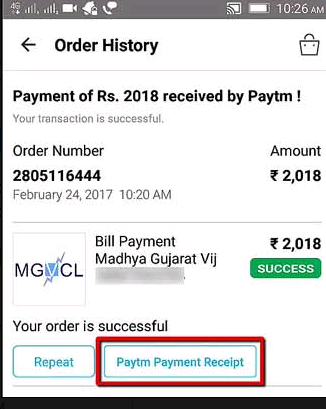 4G 10:26 AM
Order History
Payment of Rs. 2018 received by Paytm !
Your transaction is successful.
Order Number Amount
2805116444 ₹ 2,018
February 24, 2017 10:20 AM
MGVCL
Bill Payment ₹ 2,018
Madhya Gujarat Vij
SUCCESS
Your order is successful
Repeat Paytm Payment Receipt